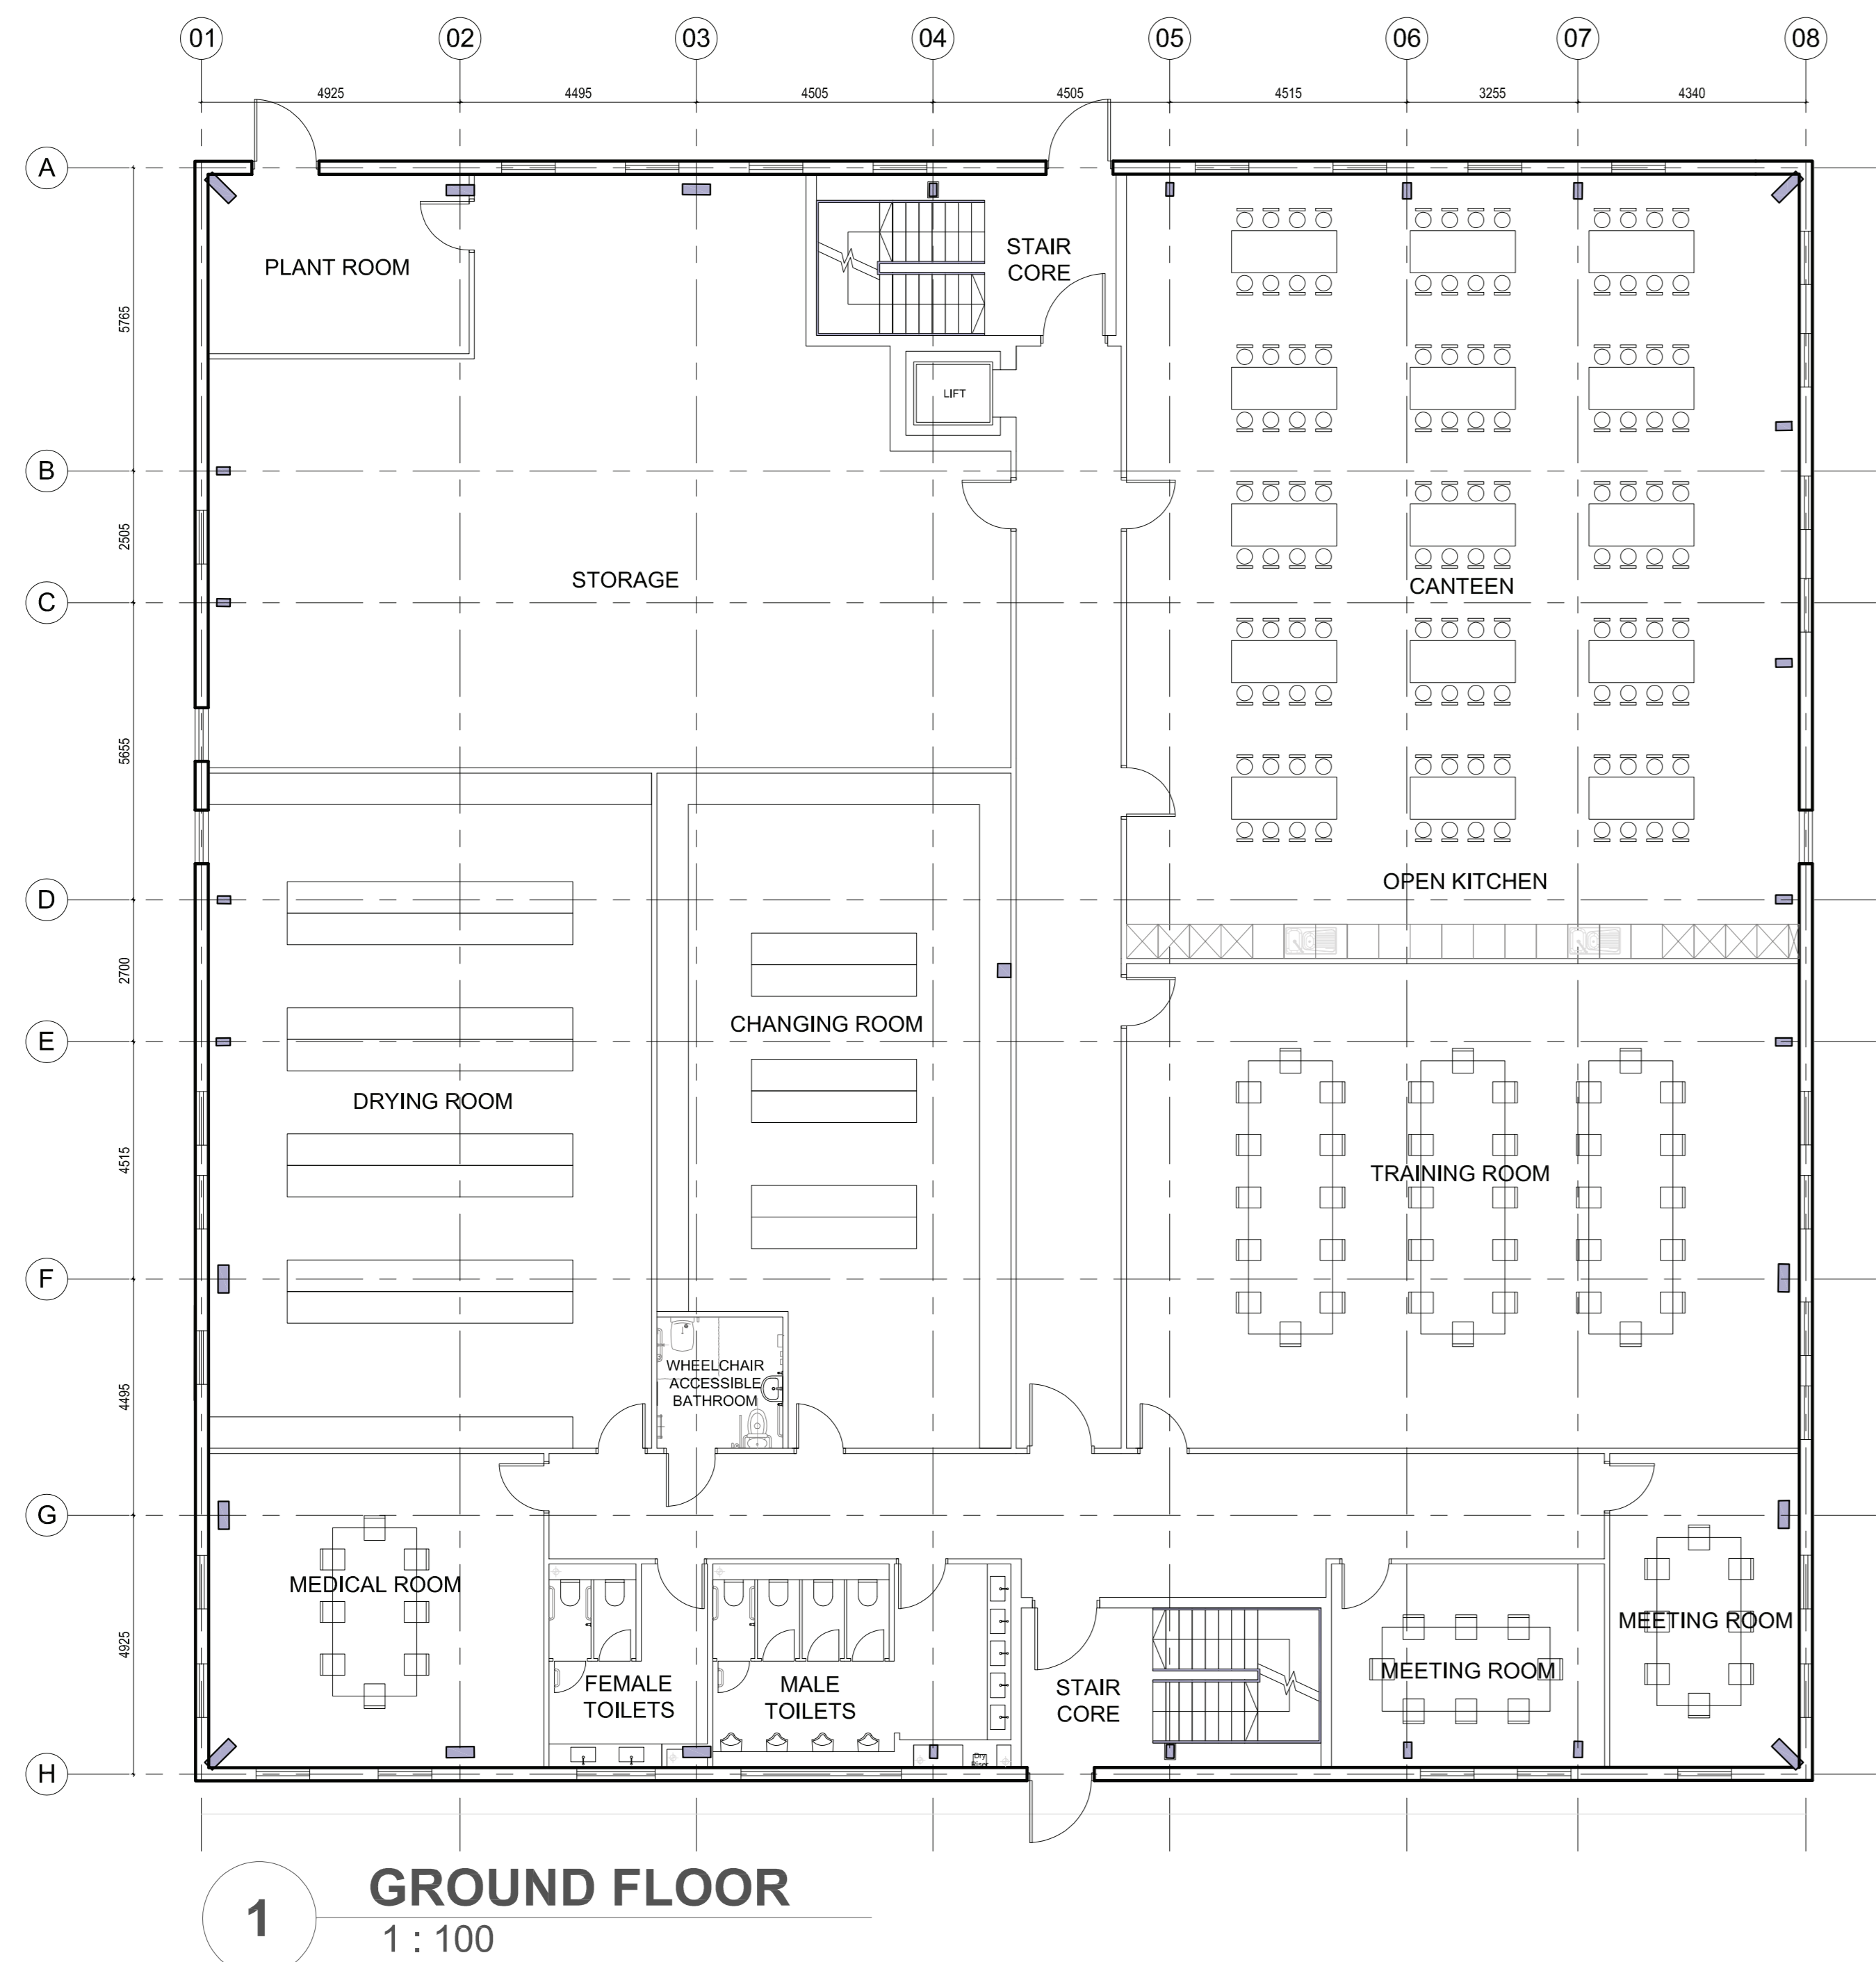 01 02 03 04 05 06 07 08
4925 4495 4505 4505 4515 3255 4340
A
STAIR
CORE
PLANT ROOM
5765
LIFT
B
2505
STORAGE
CANTEEN
C
5655
OPEN KITCHEN
D
2700
CHANGING ROOM
E
DRYING ROOM
4515
TRAINING ROOM
F
WHEELCHAIR
ACCESSIBLE
BATHROOM
4495
G
MEDICAL ROOM
4925
MEETING ROOM
MEETING ROOM
FEMALE
TOILETS
MALE
TOILETS
STAIR
CORE
Dry
H
1
GROUND FLOOR
1 : 100